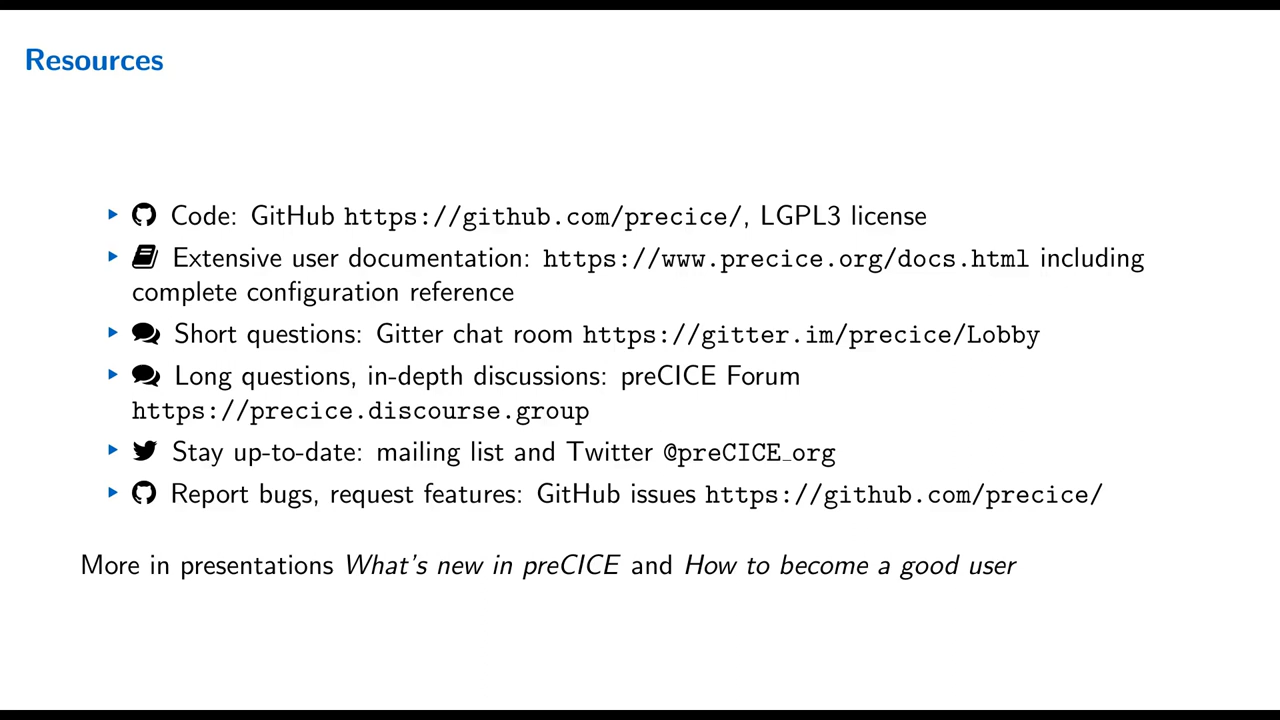 Resources
Code: GitHub https://github.com/precice/, LGPL3 license
Extensive user documentation: https://www.precice.org/docs.html including
complete configuration reference
Short questions: Gitter chat room https://gitter.im/precice/Lobby
Long questions, in-depth discussions: preCICE Forum
https://precice.discourse.group
Stay up-to-date: mailing list and Twitter @preCICE_org
Report bugs, request features: GitHub issues https://github.com/precice/
More in presentations What's new in preCICE and How to become a good user